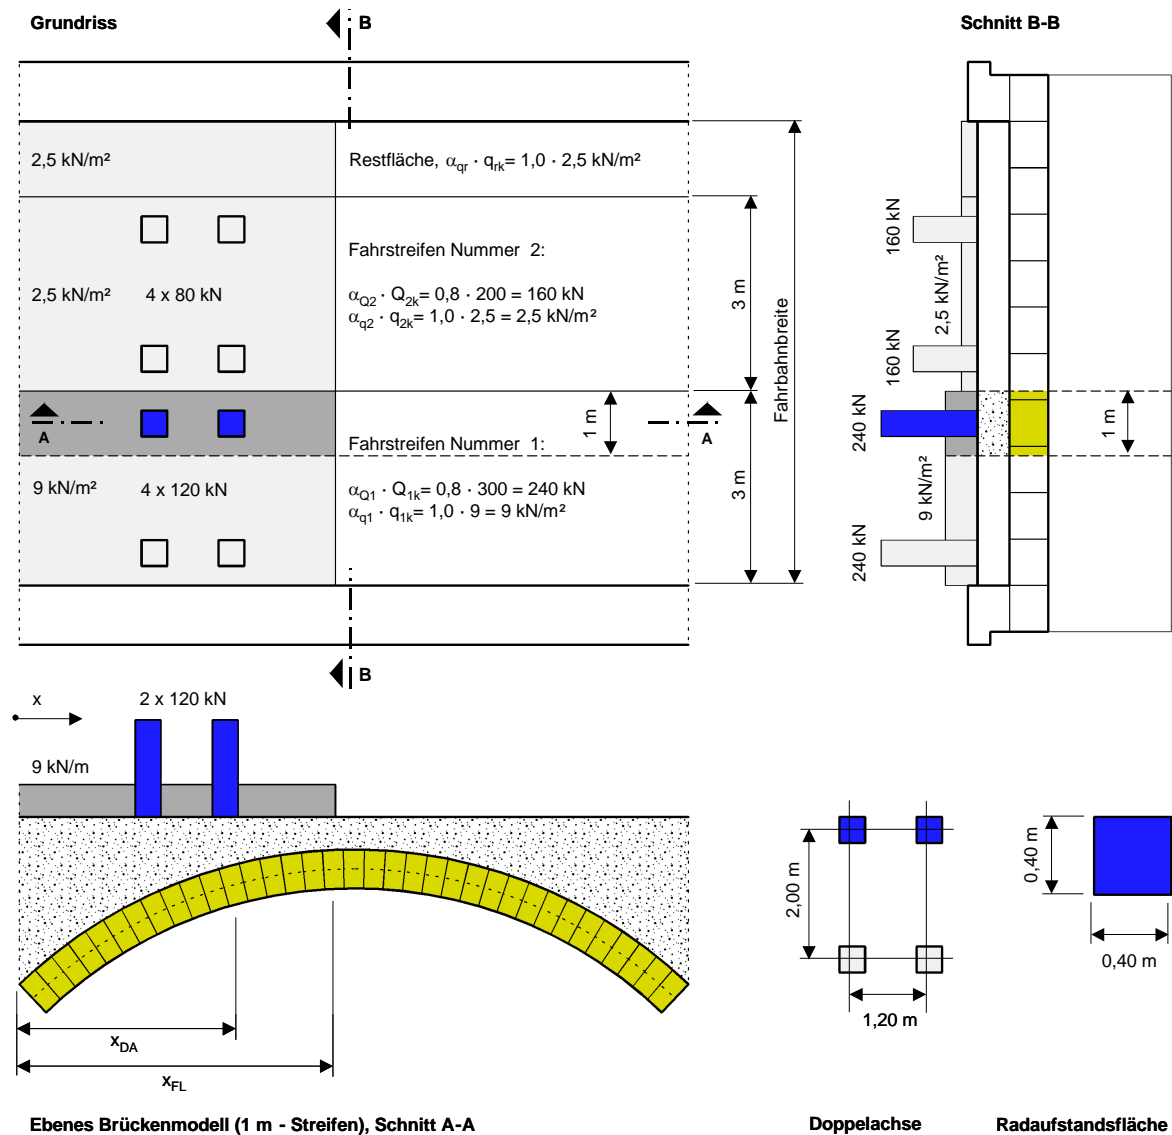 Grundriss
B
Schnitt B-B
2,5 kN/m²
Restfläche, αqr · qrk= 1,0 · 2,5 kN/m²
Fahrstreifen Nummer 2:
2,5 kN/m²
4 x 80 kN
αQ2 · Q2k= 0,8 · 200 = 160 kN
αq2 · q2k= 1,0 · 2,5 = 2,5 kN/m²
3 m
Fahrbahnbreite
A
1 m
A
Fahrstreifen Nummer 1:
9 kN/m²
4 x 120 kN
αQ1 · Q1k= 0,8 · 300 = 240 kN
αq1 · q1k= 1,0 · 9 = 9 kN/m²
3 m
B
160 kN
2,5 kN/m²
160 kN
240 kN
1 m
9 kN/m²
240 kN
x
2 x 120 kN
9 kN/m
xDA
xFL
2,00 m
1,20 m
0,40 m
0,40 m
Ebenes Brückenmodell (1 m - Streifen), Schnitt A-A
Doppelachse
Radaufstandsfläche